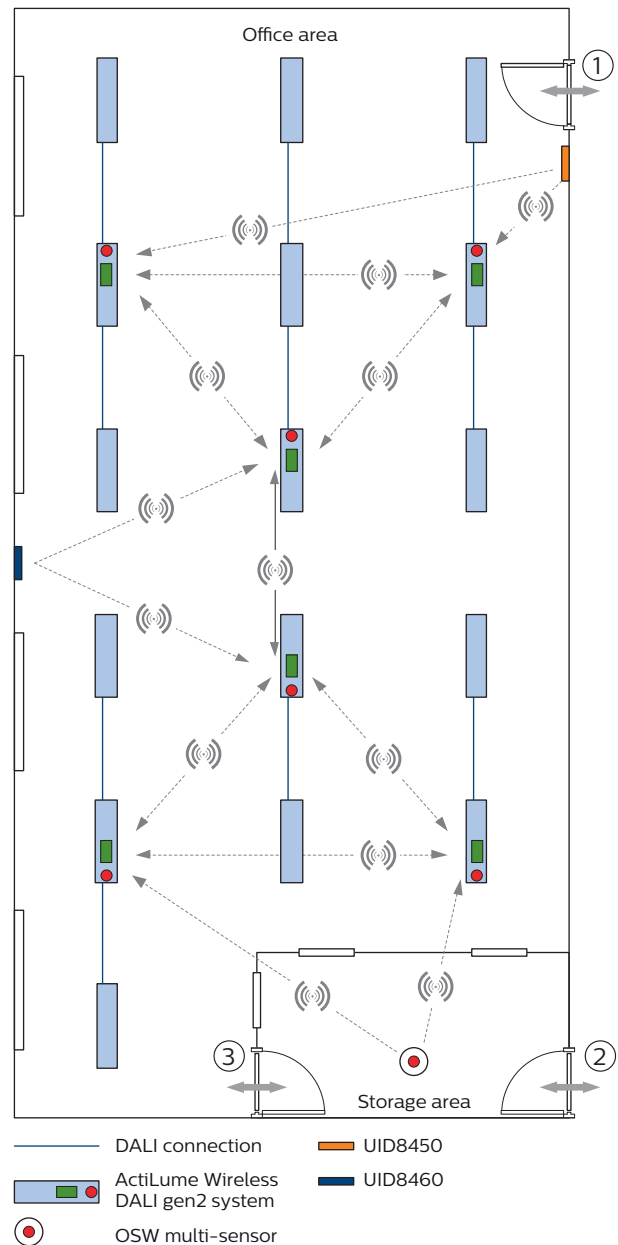 Office area
1
3
2
Storage area
DALI connection
UID8450
ActiLume Wireless
DALI gen2 system
UID8460
OSW multi-sensor